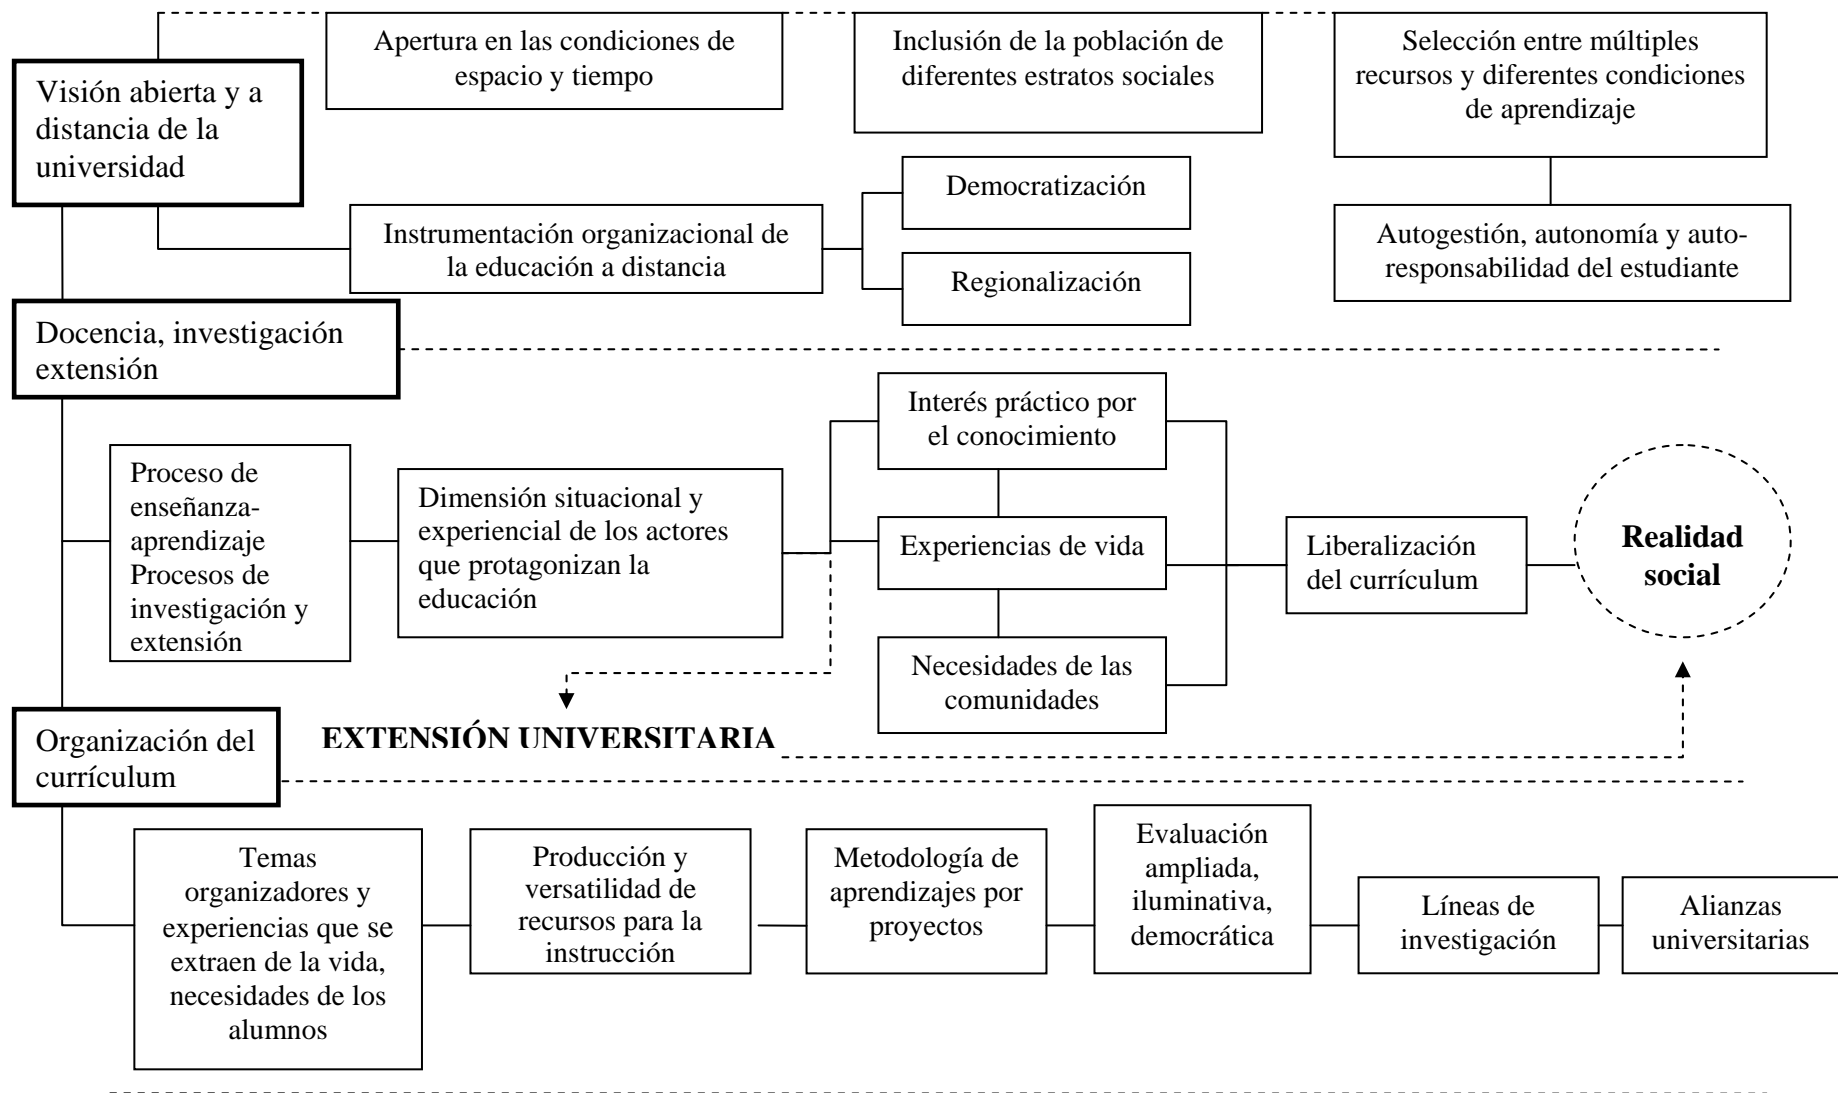 Apertura en las condiciones de
espacio y tiempo
Inclusión de la población de
diferentes estratos sociales
Selección entre múltiples
recursos y diferentes condiciones
de aprendizaje
Visión abierta y a
distancia de la
universidad
Democratización
Instrumentación organizacional de
la educación a distancia
Autogestión, autonomía y auto-
responsabilidad del estudiante
Regionalización
Docencia, investigación
extensión
Interés práctico por
el conocimiento
Proceso de
enseñanza-
aprendizaje
Procesos de
investigación y
extensión
Dimensión situacional y
experiencial de los actores
que protagonizan la
educación
Experiencias de vida
Liberalización
del currículum
Realidad
social
Necesidades de las
comunidades
Organización del
currículum
EXTENSIÓN UNIVERSITARIA
Temas
organizadores y
experiencias que se
extraen de la vida,
necesidades de los
alumnos
Producción y
versatilidad de
recursos para la
instrucción
Metodología de
aprendizajes por
proyectos
Evaluación
ampliada,
iluminativa,
democrática
Líneas de
investigación
Alianzas
universitarias